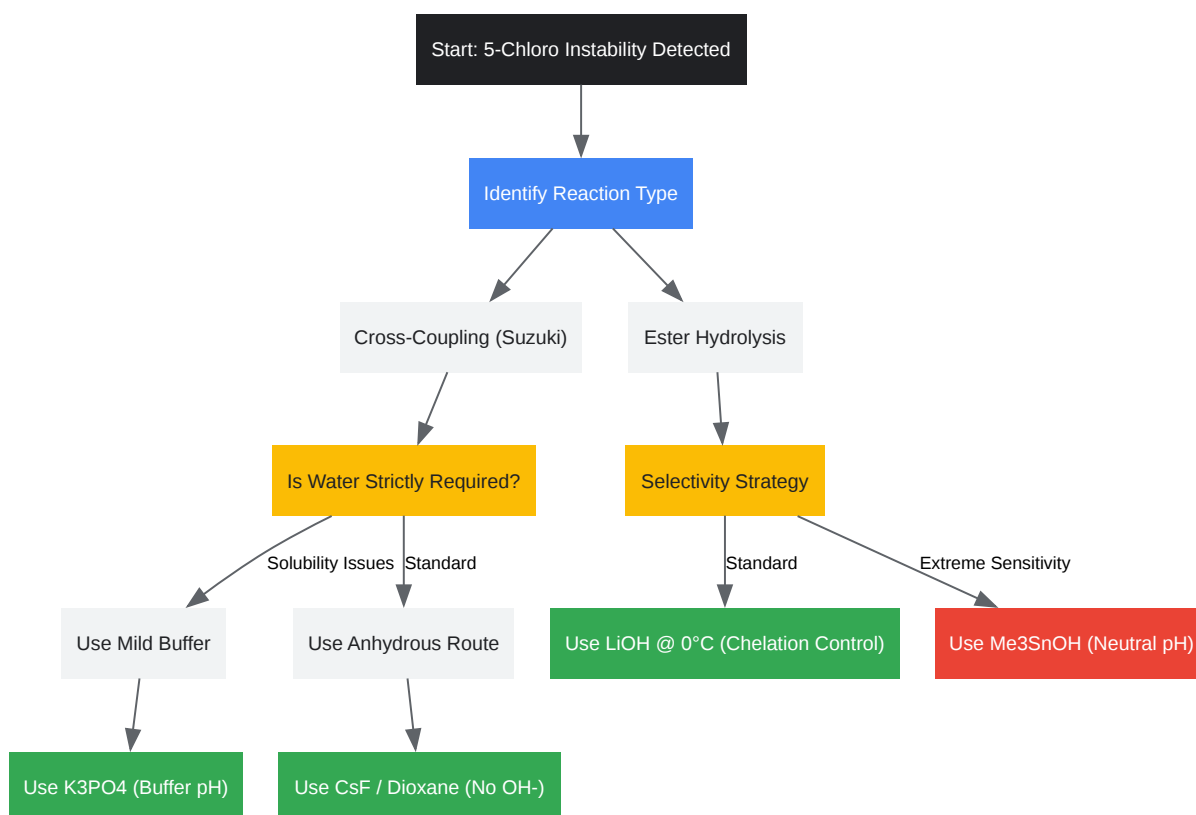 Start: 5-Chloro Instability Detected
Identify Reaction Type
Cross-Coupling (Suzuki)
Ester Hydrolysis
Is Water Strictly Required?
Selectivity Strategy
Solubility Issues
Standard
Standard
Extreme Sensitivity
Use Mild Buffer
Use Anhydrous Route
Use LiOH @ 0°C (Chelation Control)
Use Me3SnOH (Neutral pH)
Use K3PO4 (Buffer pH)
Use CsF / Dioxane (No OH-)